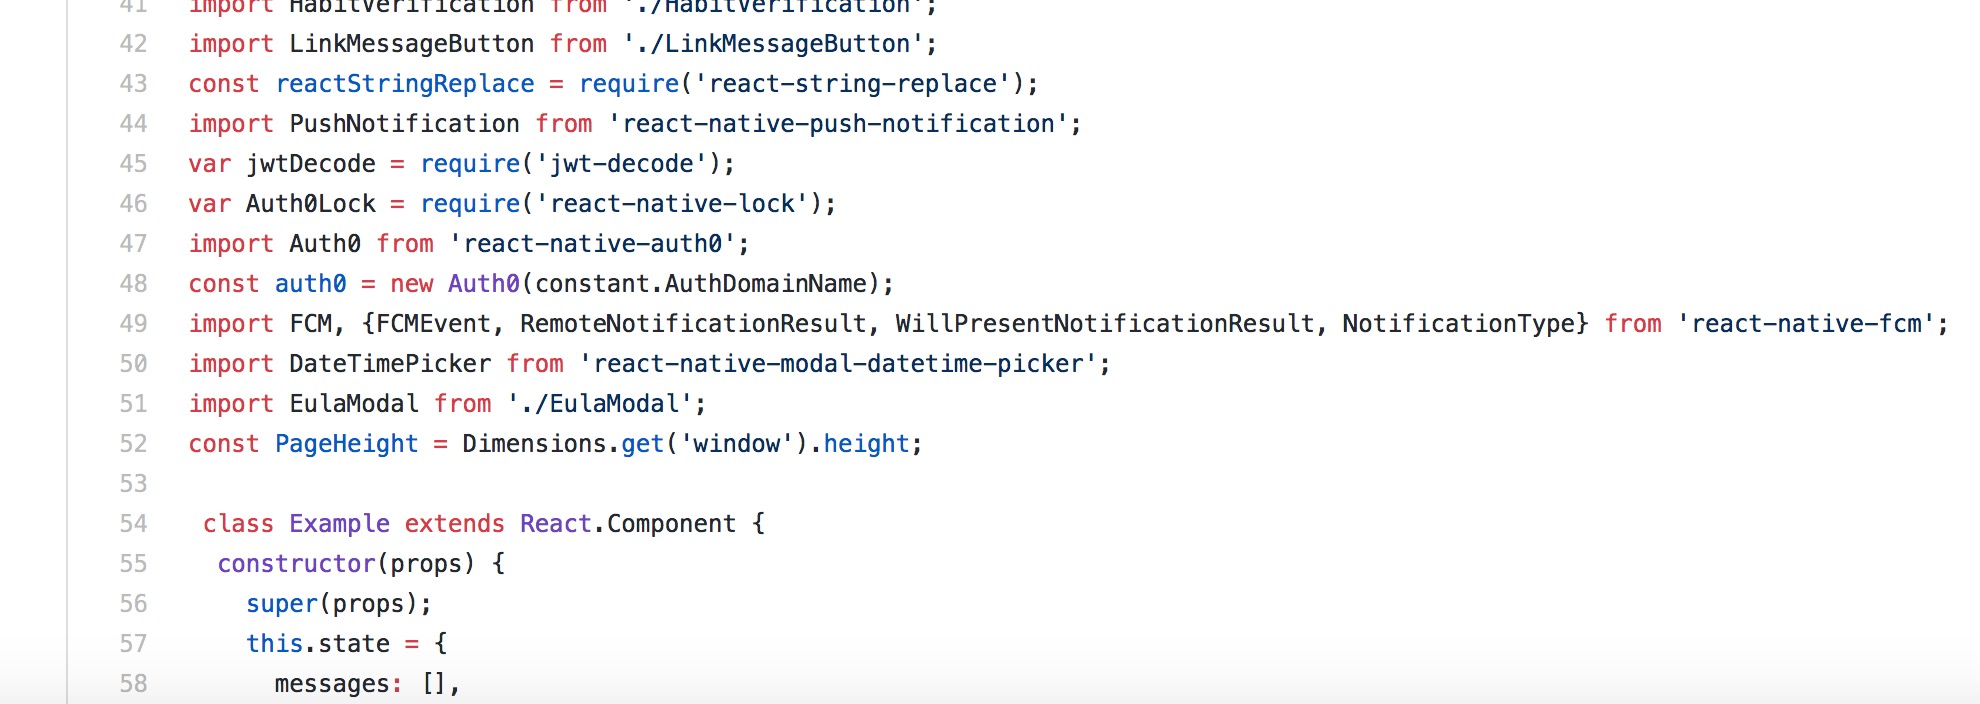 41 import HabitVerification from './HabitVerification';
42 import LinkMessageButton from './LinkMessageButton';
43 const reactStringReplace = require('react-string-replace');
44 import PushNotification from 'react-native-push-notification';
45 var jwtDecode = require('jwt-decode');
46 var Auth0Lock = require('react-native-lock');
47 import Auth0 from 'react-native-auth0';
48 const auth0 = new Auth0(constant.AuthDomainName);
49 import FCM, {FCMEvent, RemoteNotificationResult, WillPresentNotificationResult, NotificationType} from 'react-native-fcm';
50 import DateTimePicker from 'react-native-modal-datetime-picker';
51 import EulaModal from './EulaModal';
52 const PageHeight = Dimensions.get('window').height;
53
54 class Example extends React.Component {
55 constructor(props) {
56 super(props);
57 this.state = {
58 messages: [],